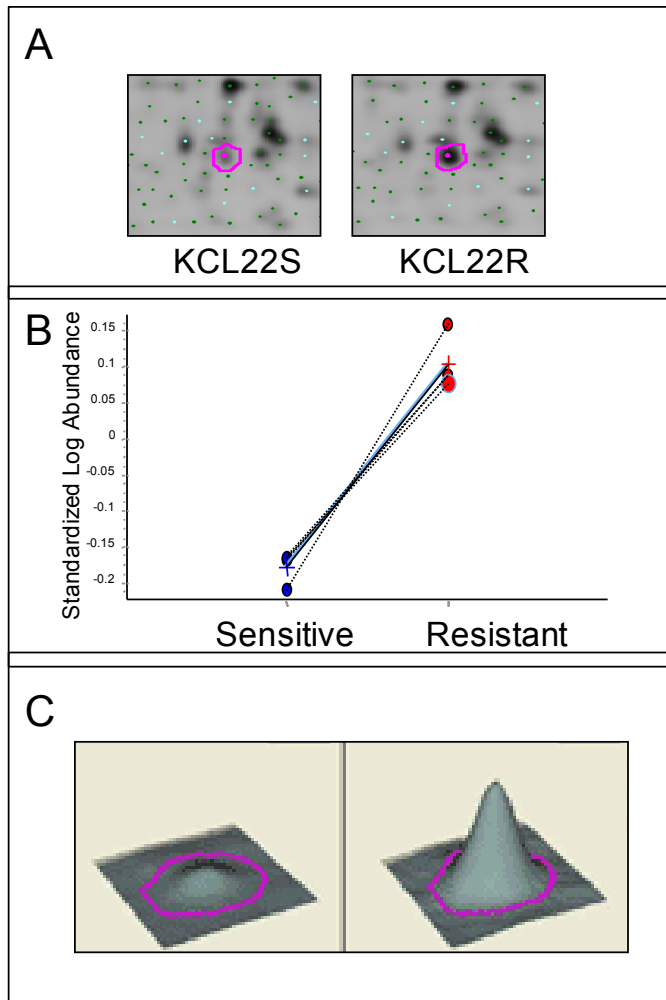 A
KCL22S
KCL22R
B
Standardized Log Abundance
0.15
0.1
0.05
0
-0.05
-0.1
-0.15
-0.2
Sensitive
Resistant
C